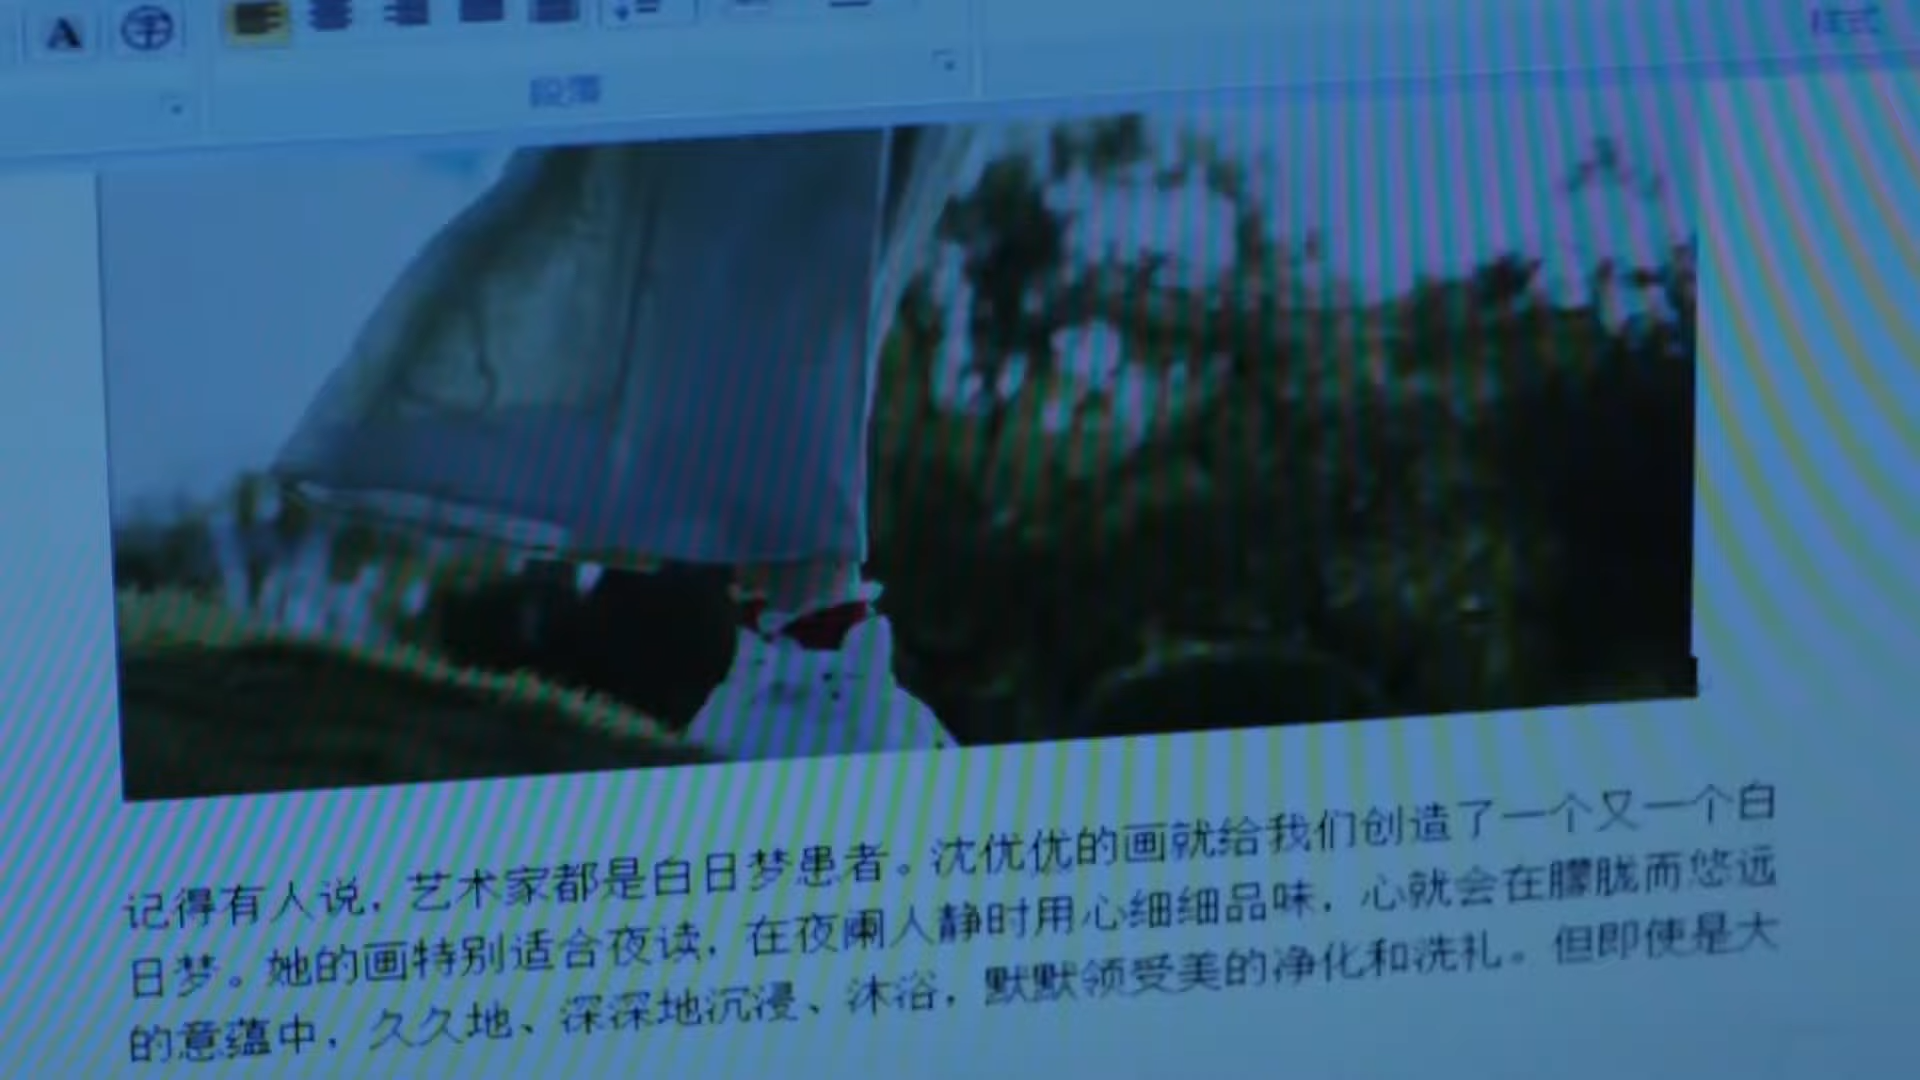 A 字
段落
样式
记得有人说，艺术家都是白日梦患者。沈优优的画就给我们创造了一个又一个白
日梦。她的画特别适合夜读，在夜阑人静时用心细细品味，心就会在朦胧而悠远
的意蕴中，久久地、深深地沉浸、沐浴，默默领受美的净化和洗礼。但即使是大